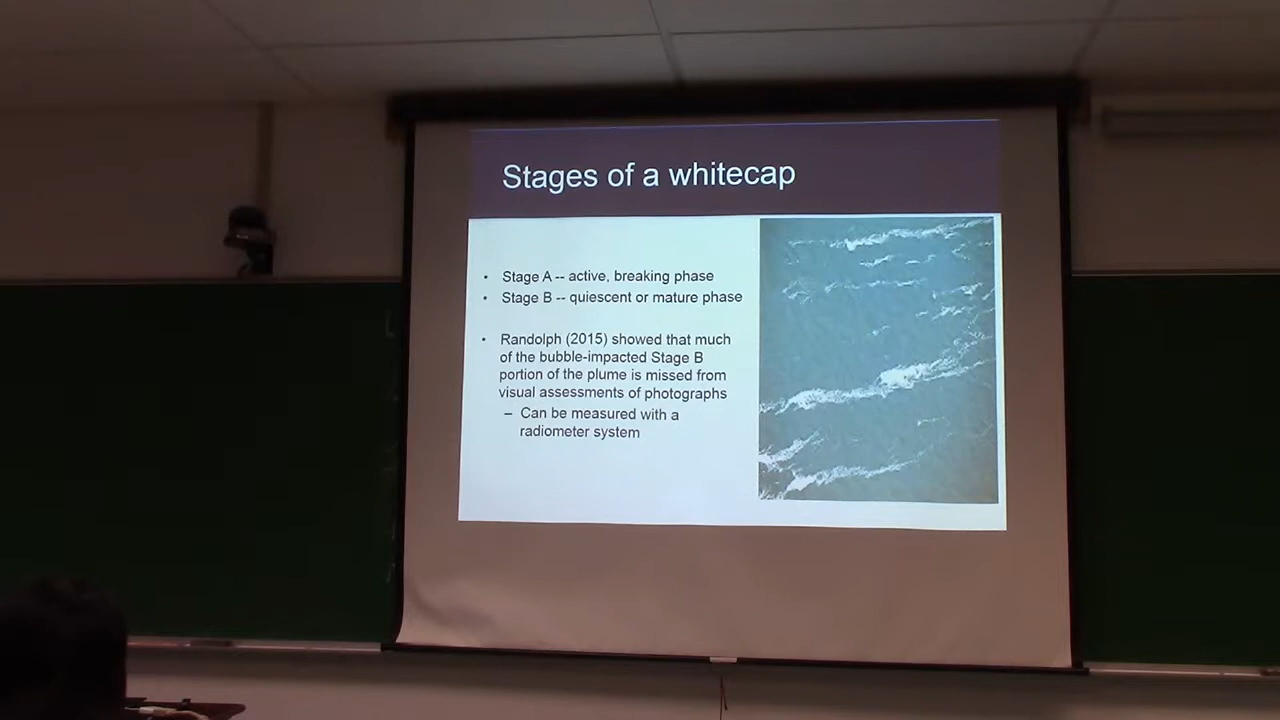 Stages of a whitecap
• Stage A -- active, breaking phase
• Stage B -- quiescent or mature phase
• Randolph (2015) showed that much
of the bubble-impacted Stage B
portion of the plume is missed from
visual assessments of photographs
– Can be measured with a
radiometer system